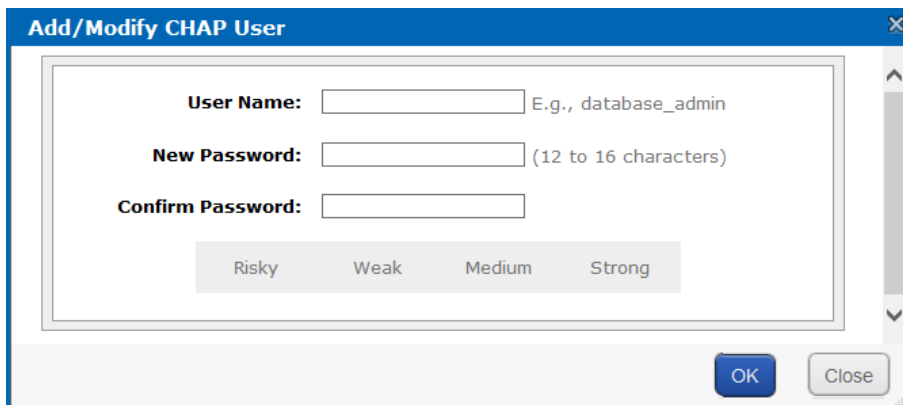 Add/Modify CHAP User
User Name: E.g., database_admin
New Password: (12 to 16 characters)
Confirm Password:
Risky Weak Medium Strong
OK Close